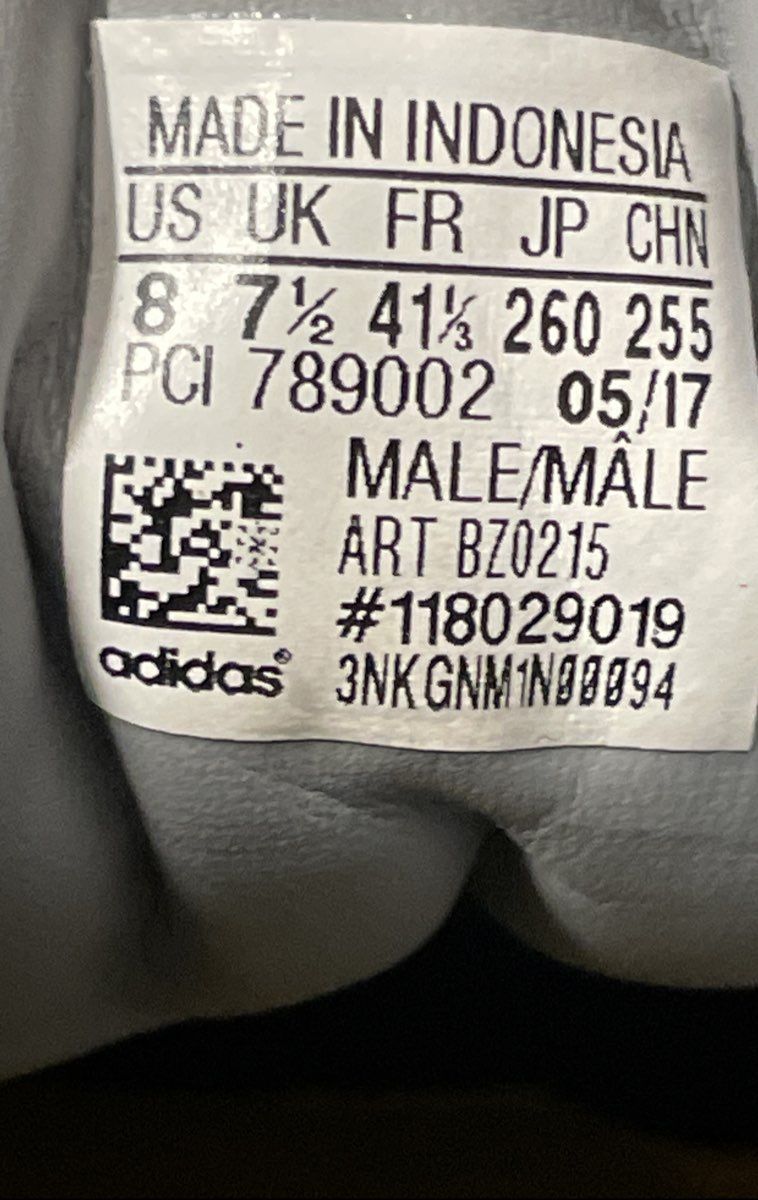 MADE IN INDONESIA
US UK FR JP CHN
8 7½ 41⅓ 260 255
PCI 789002 05/17
MALE/MÂLE
ART BZ0215
#118029019
adidas® 3NKGNM1N00094